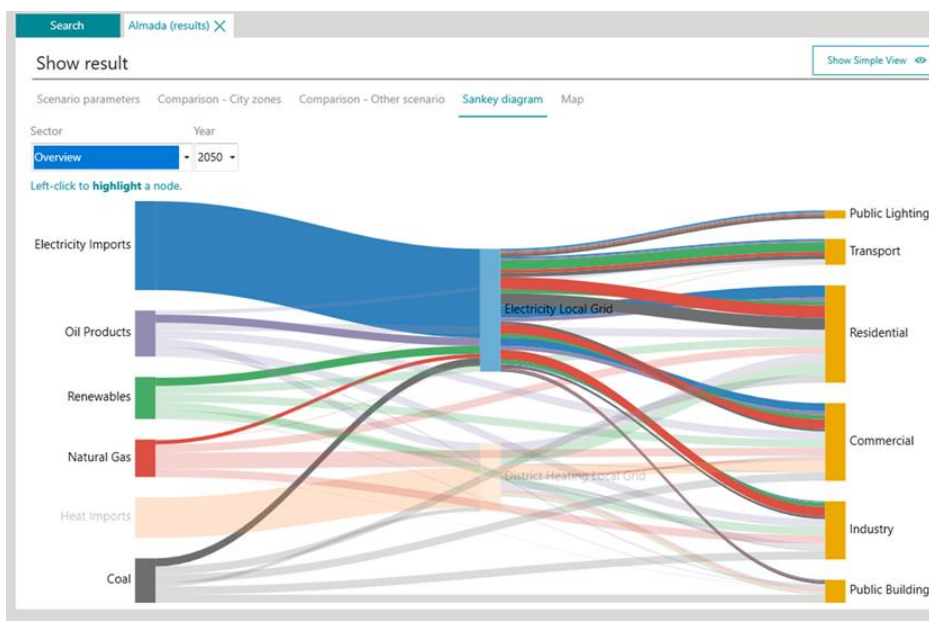 Search
Almada (results)
Show result
Show Simple View
Scenario parameters Comparison - City zones Comparison - Other scenario Sankey diagram Map
Sector Year
Overview 2050
Left-click to highlight a node.
Public Lighting
Electricity Imports Transport
Electricity Local Grid
Oil Products Residential
Renewables
Commercial
Natural Gas
District Heating Local Grid
Heat Imports
Industry
Coal
Public Building